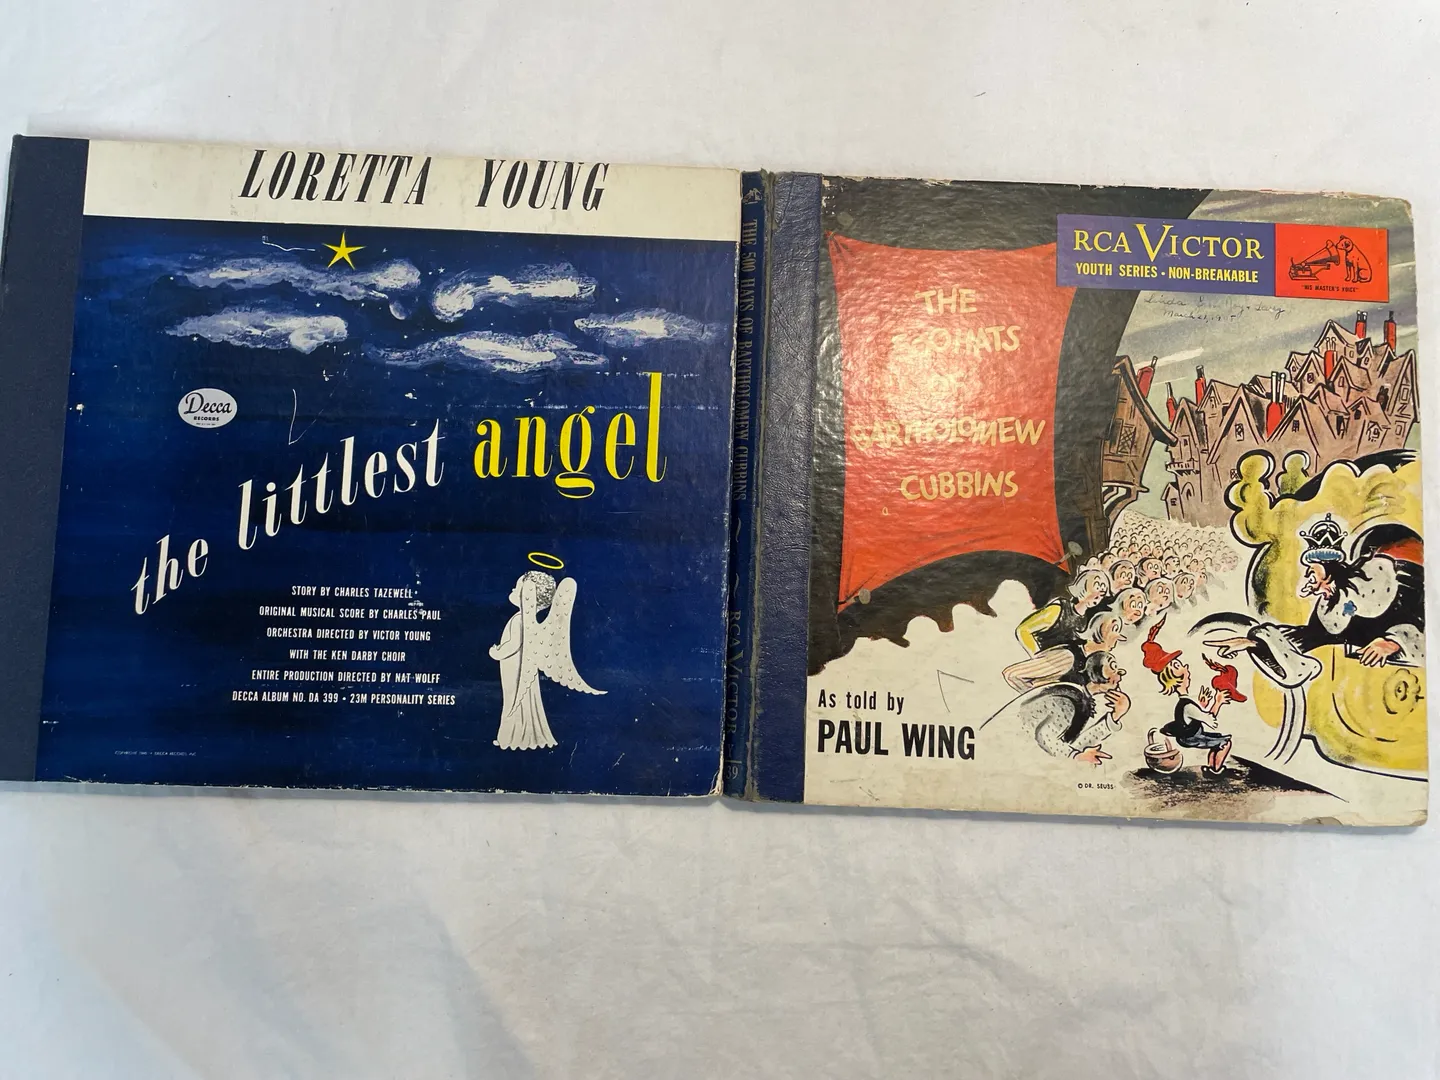 LORETTA YOUNG
Decca
RECORDS
the littlest angel
STORY BY CHARLES TAZEWELL
ORIGINAL MUSICAL SCORE BY CHARLES PAUL
ORCHESTRA DIRECTED BY VICTOR YOUNG
WITH THE KEN DARBY CHOIR
ENTIRE PRODUCTION DIRECTED BY NAT WOLFF
DECCA ALBUM NO. DA 399 • 23M PERSONALITY SERIES
THE 500 HATS OF BARTHOLOMEW CUBBINS
RCA VICTOR
RCA VICTOR
YOUTH SERIES • NON-BREAKABLE
"HIS MASTER'S VOICE"
THE
500 HATS
OF
BARTHOLOMEW
CUBBINS
As told by
PAUL WING
© DR. SEUSS